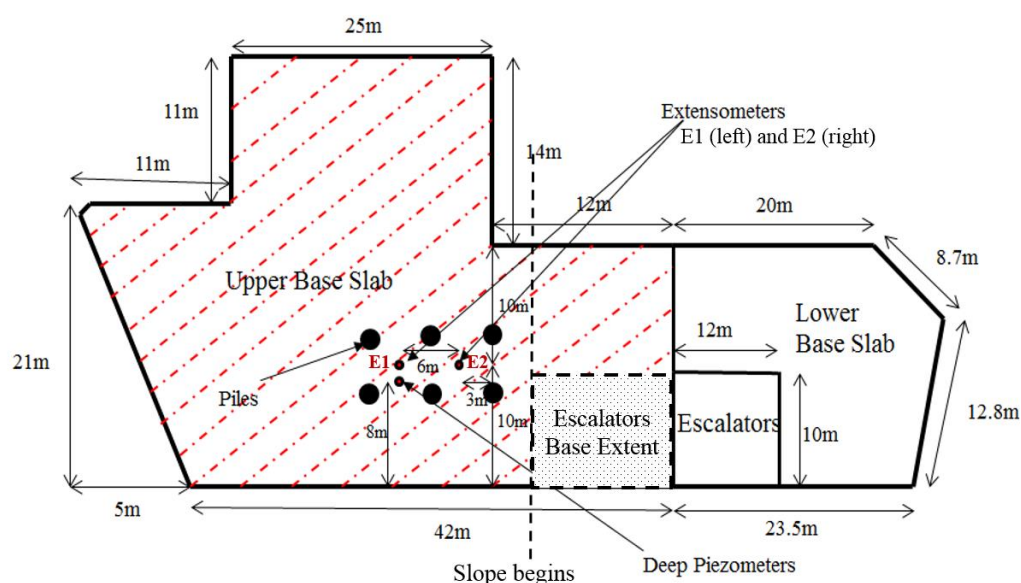 25m
Extensometers
E1 (left) and E2 (right)
11m
14m
11m
12m
20m
8.7m
Upper Base Slab
10m
Lower
Base Slab
12m
E1
E2
6m
21m
Piles
3m
8m
10m
Escalators
Base Extent
Escalators
10m
12.8m
5m
42m
23.5m
Deep Piezometers
Slope begins